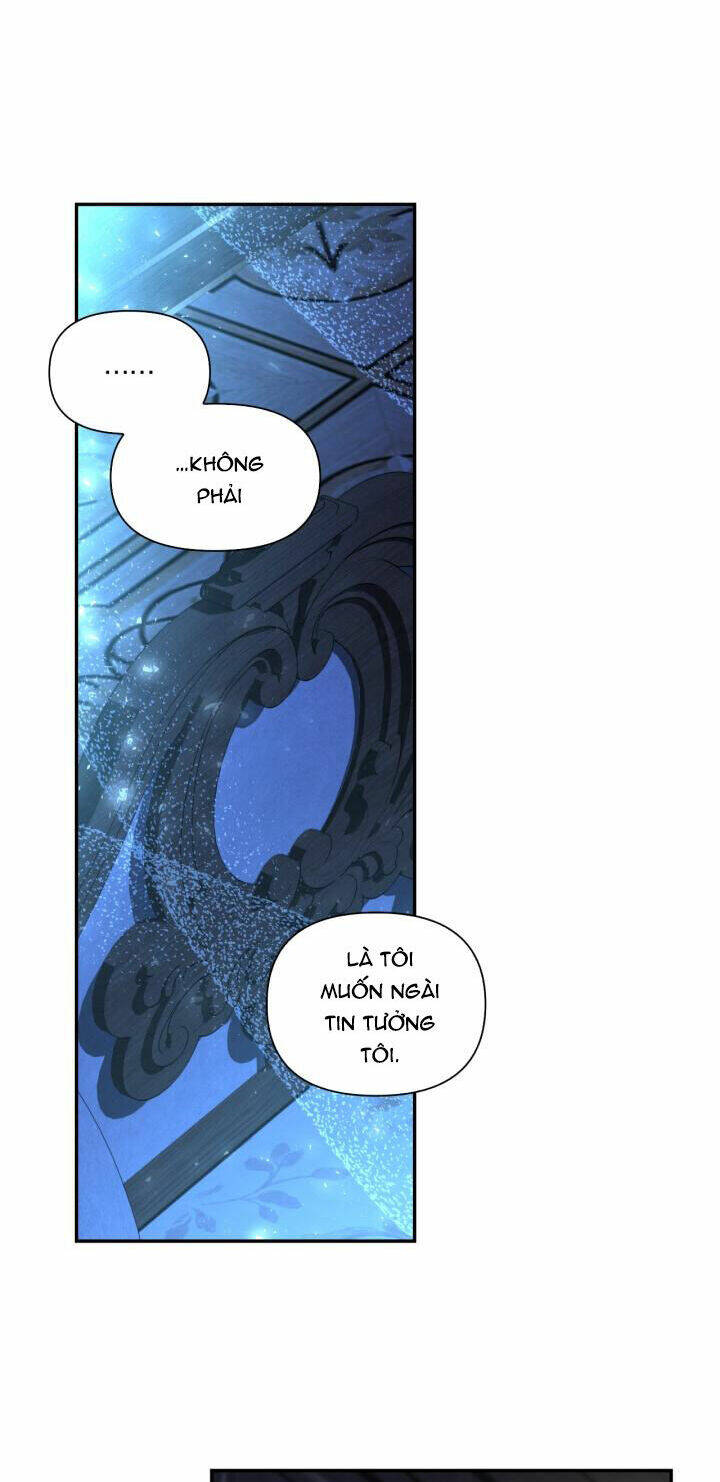 ......
...KHÔNG
PHẢI
LÀ TÔI
MUỐN NGÀI
TIN TƯỞNG
TÔI.